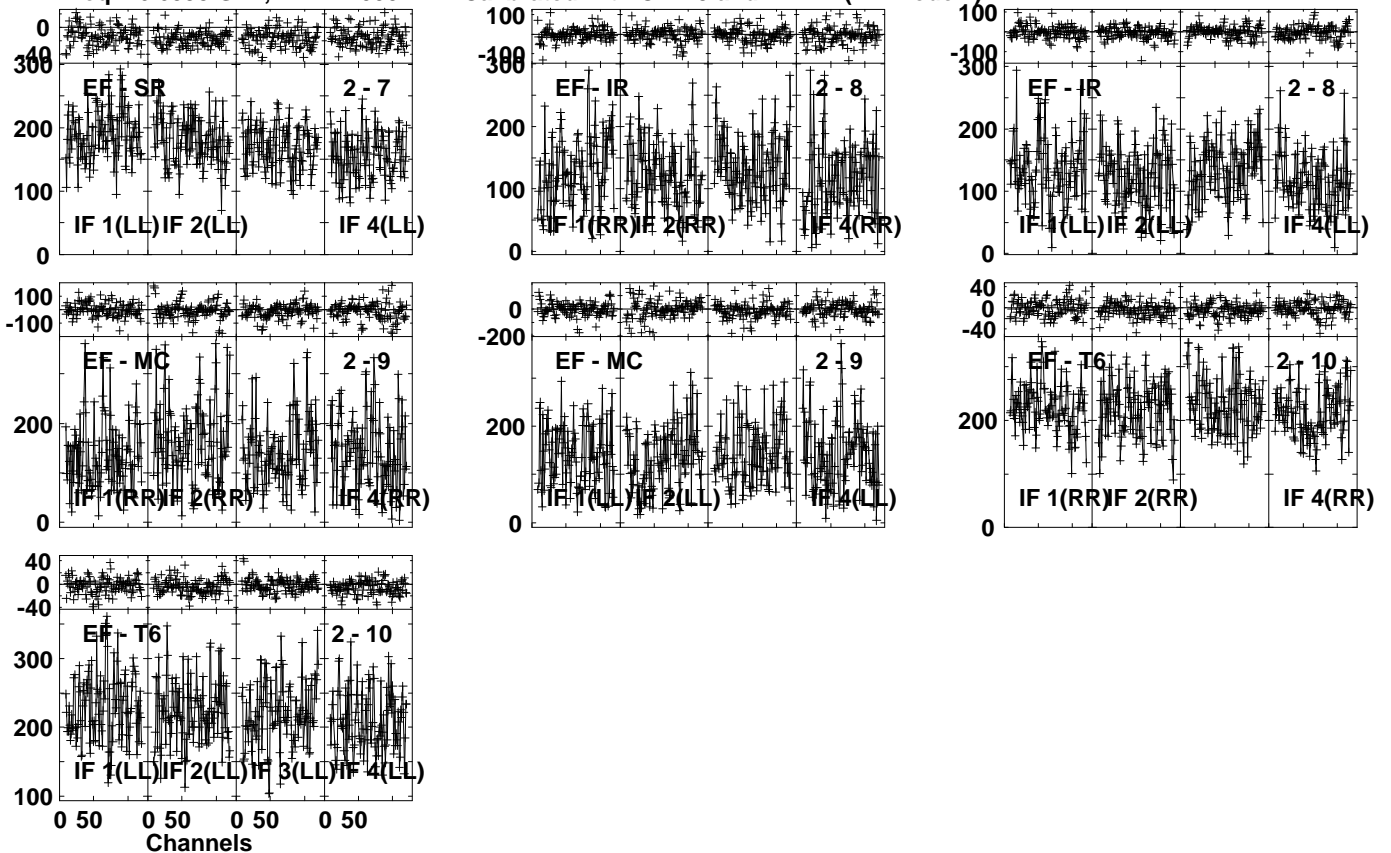 0
100
100
40
-100
-100
300
300
EF - SR
2 - 7
EF - IR
2 - 8
EF - IR
2 - 8
300
200
200
200
100
100
100
IF 1(LL) IF 2(LL)
IF 4(LL)
IF 1(RR) IF 2(RR)
IF 4(RR)
IF 1(LL) IF 2(LL)
IF 4(LL)
0
0
0
100
-100
0
-200
40
0
-40
EF - MC
2 - 9
EF - MC
2 - 9
EF - T6
2 - 10
200
200
200
IF 1(RR) IF 2(RR)
IF 4(RR)
IF 1(LL) IF 2(LL)
IF 4(LL)
IF 1(RR) IF 2(RR)
IF 4(RR)
0
0
0
40
0
-40
EF - T6
2 - 10
300
200
IF 1(LL) IF 2(LL) IF 3(LL) IF 4(LL)
100
0 50 0 50 0 50 0 50
Channels